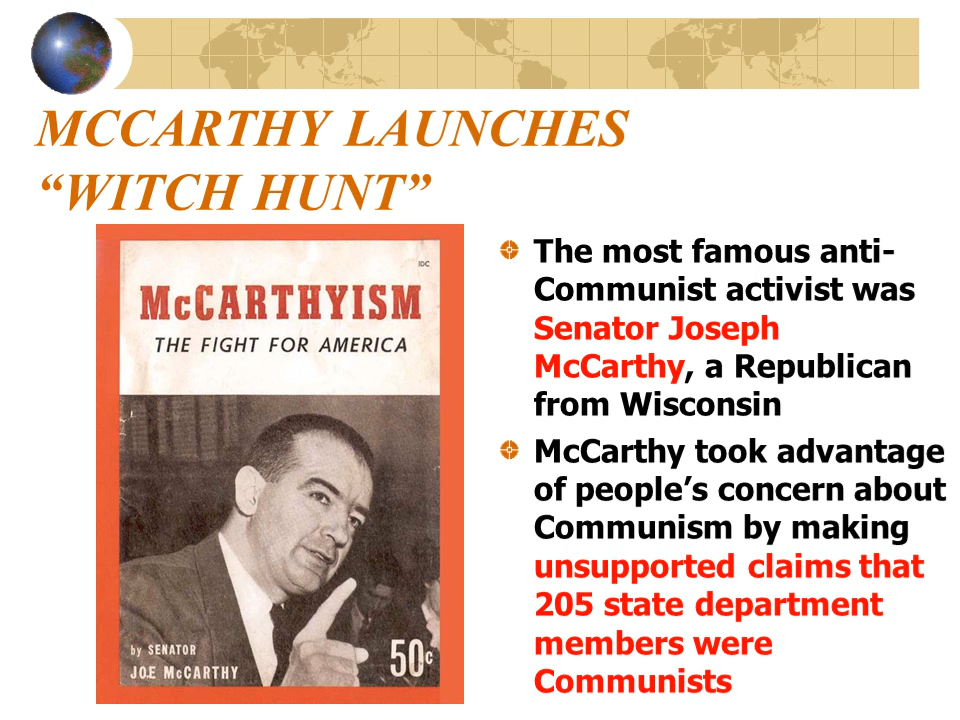 MCCARTHY LAUNCHES
“WITCH HUNT”
IDC
McCARTHYISM
THE FIGHT FOR AMERICA
by SENATOR
JOE McCARTHY
50c
The most famous anti-
Communist activist was
Senator Joseph
McCarthy, a Republican
from Wisconsin
McCarthy took advantage
of people’s concern about
Communism by making
unsupported claims that
205 state department
members were
Communists